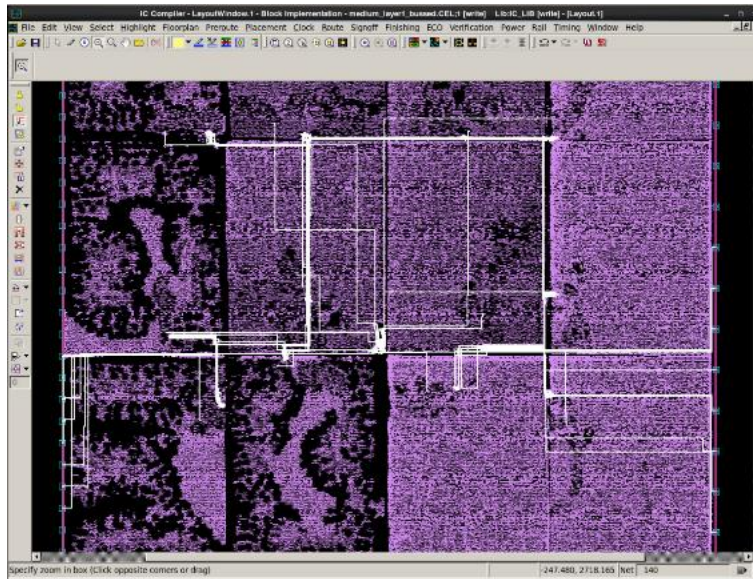 IC Compiler - LayoutWindow.1 - Block Implementation - medium_layer1_bussed.CEL;1 [write] Lib:IC_LIB [write] - [Layout.1]
File Edit View Select Highlight Floorplan Preroute Placement Clock Route Signoff Finishing ECO Verification Power Rail Timing Window Help
Specify zoom in box (Click opposite corners or drag) -247.480, 2718.165 Net 140